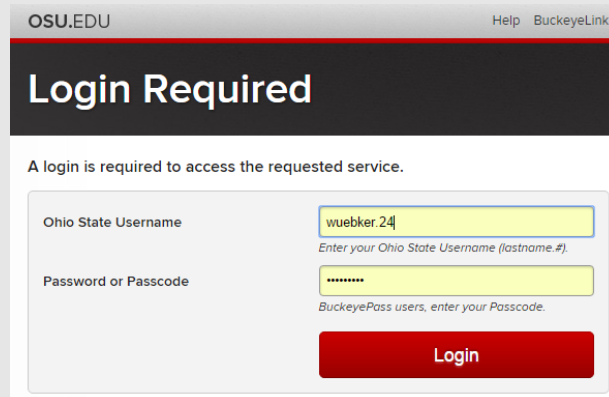 OSU.EDU Help BuckeyeLink
Login Required
A login is required to access the requested service.
Ohio State Username wuebker.24
Enter your Ohio State Username (lastname.#).
Password or Passcode •••••••••
BuckeyePass users, enter your Passcode.
Login